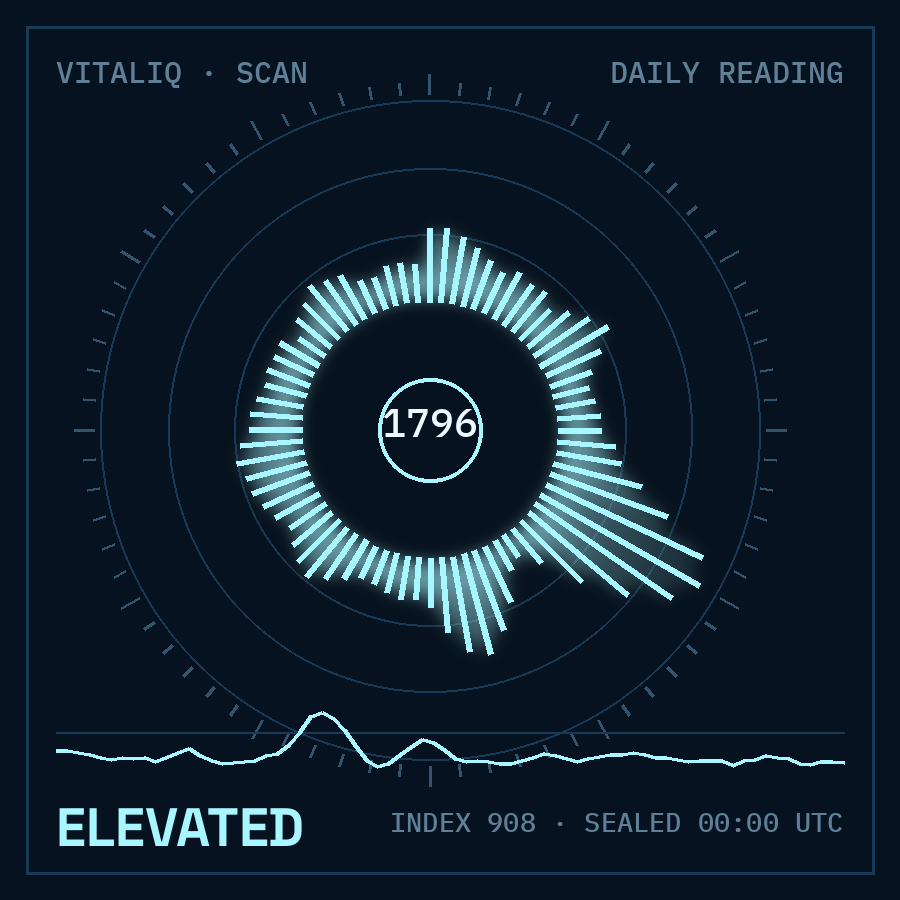 VITALIQ · SCAN
DAILY READING
1796
ELEVATED
INDEX 908 · SEALED 00:00 UTC